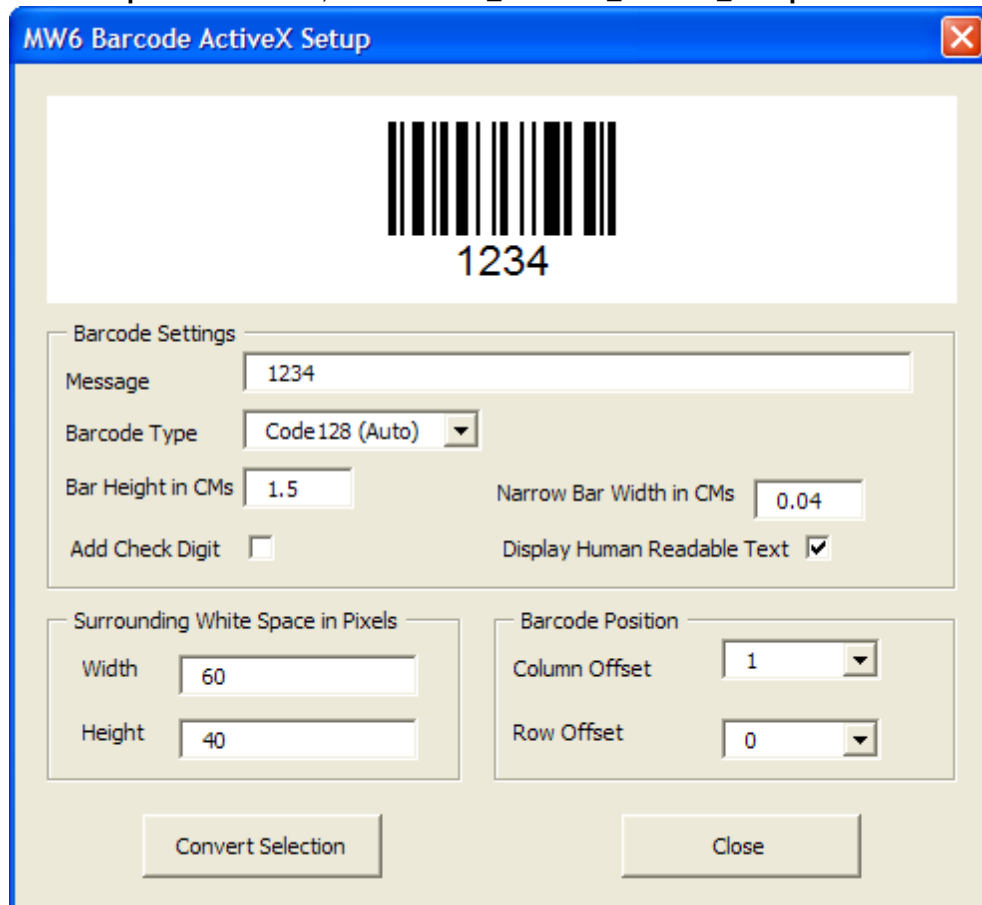 MW6 Barcode ActiveX Setup
1234
Barcode Settings
Message 1234
Barcode Type Code128 (Auto)
Bar Height in CMs 1.5 Narrow Bar Width in CMs 0.04
Add Check Digit Display Human Readable Text
Surrounding White Space in Pixels Barcode Position
Width 60 Column Offset 1
Height 40 Row Offset 0
Convert Selection Close